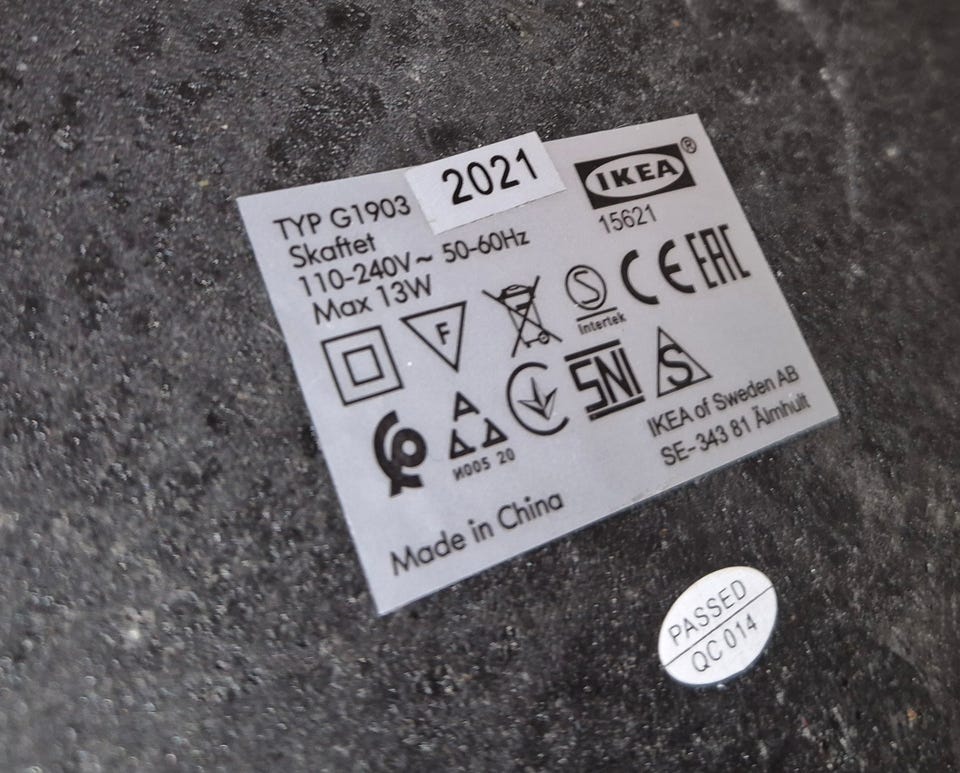 2021
IKEA®
TYP G1903
15621
Skaftet
110-240V~ 50-60Hz
Max 13W
F
S
Intertek
CE EAC
A
SNI
S
И005 20
IKEA of Sweden AB
SE-343 81 Älmhult
Made in China
PASSED
QC 014